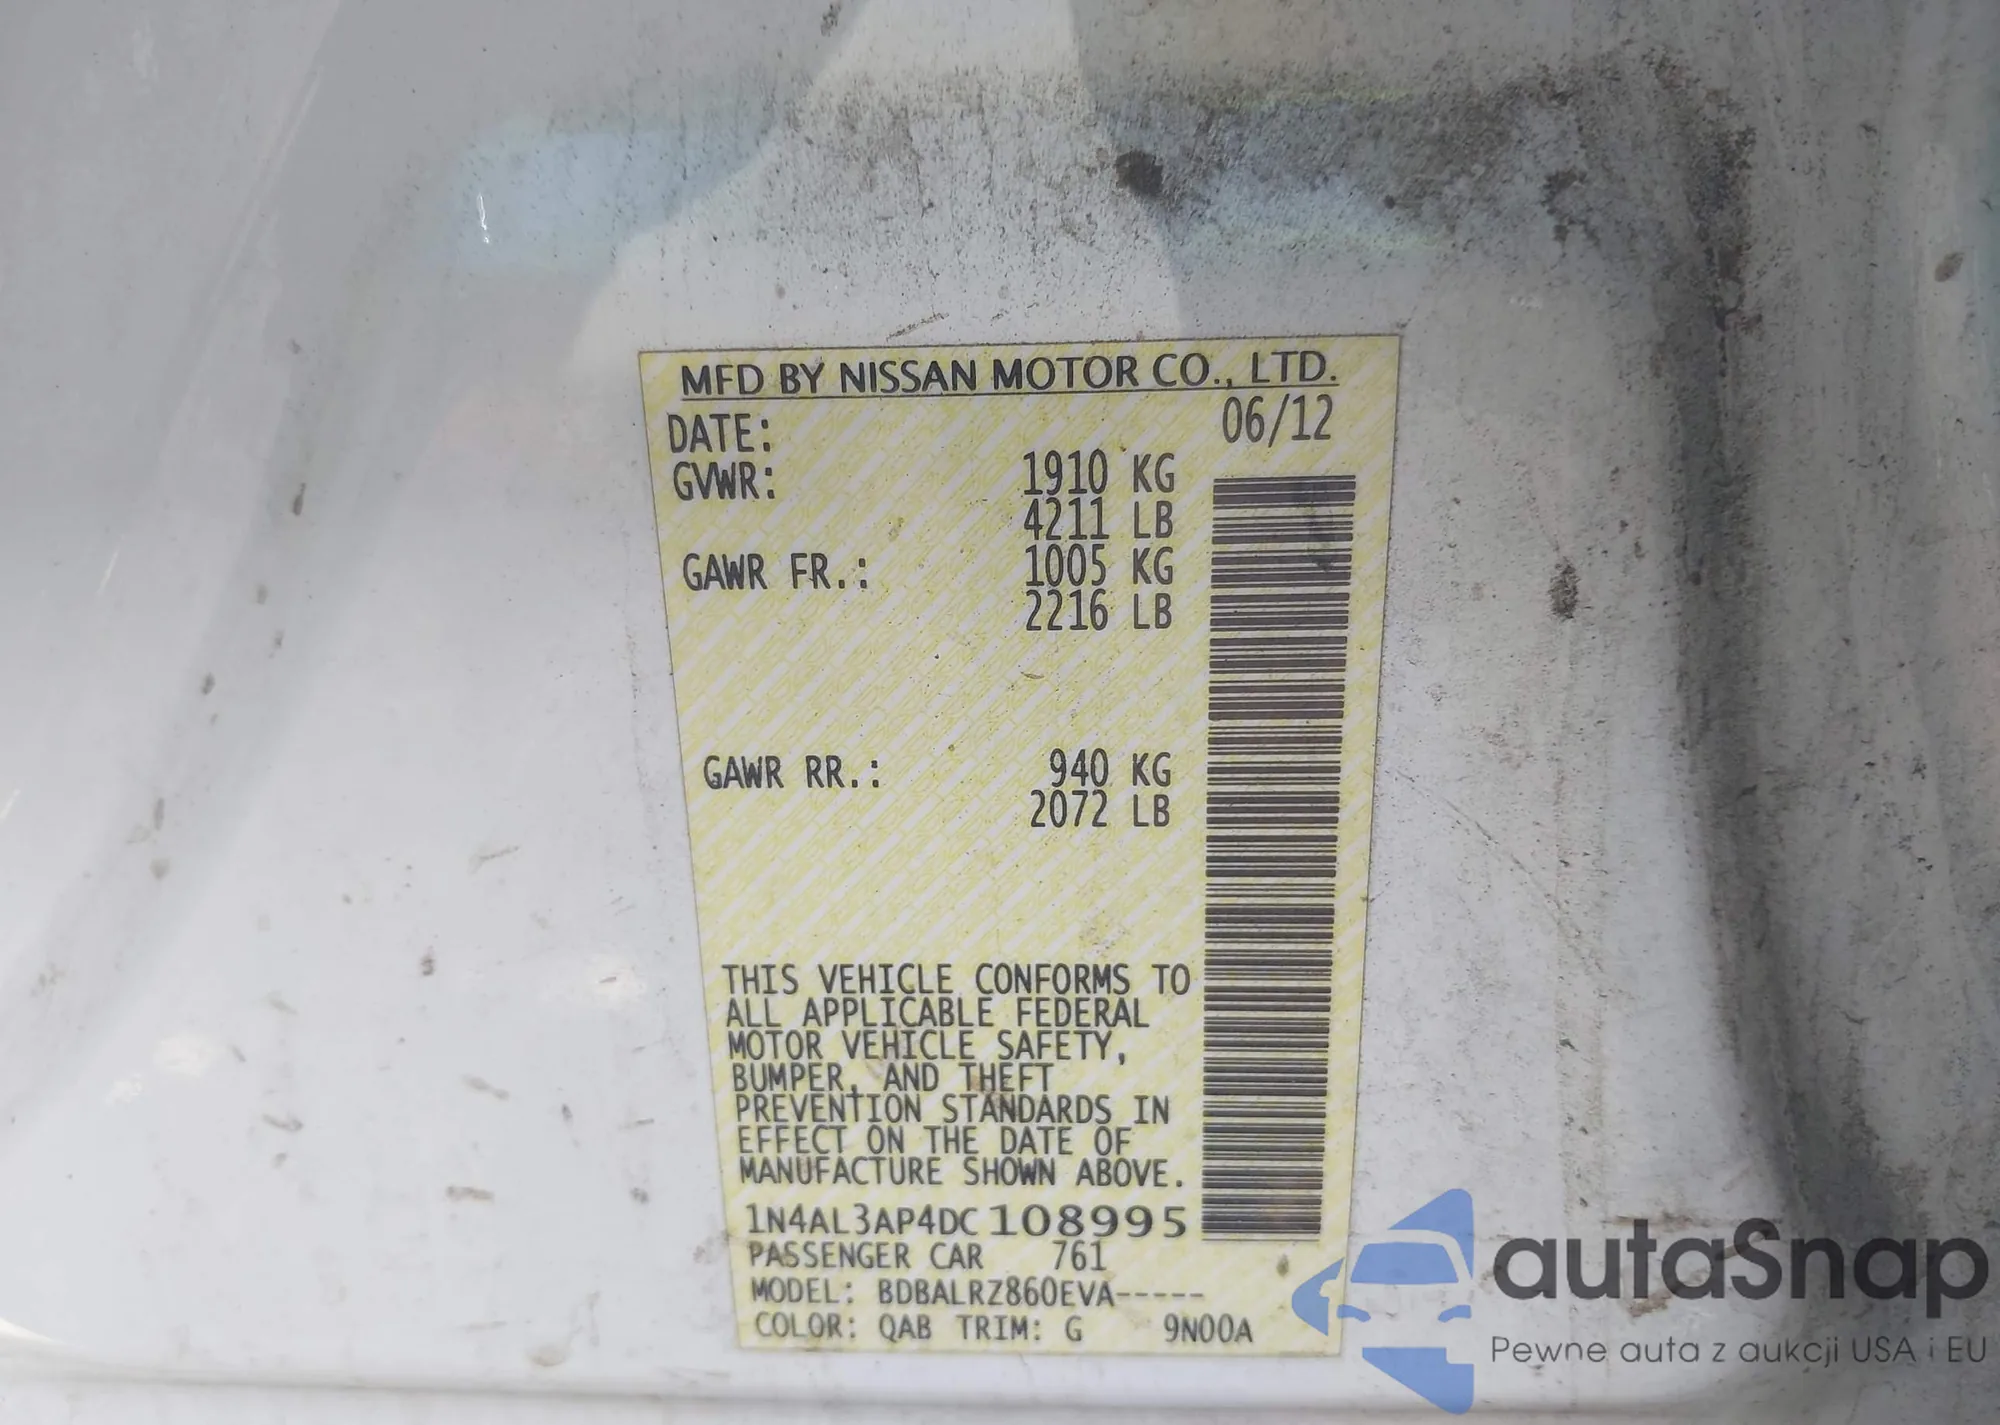 MFD BY NISSAN MOTOR CO., LTD.
DATE: 06/12
GVWR: 1910 KG
4211 LB
GAWR FR.: 1005 KG
2216 LB
GAWR RR.: 940 KG
2072 LB
THIS VEHICLE CONFORMS TO
ALL APPLICABLE FEDERAL
MOTOR VEHICLE SAFETY,
BUMPER, AND THEFT
PREVENTION STANDARDS IN
EFFECT ON THE DATE OF
MANUFACTURE SHOWN ABOVE.
1N4AL3AP4DC108995
PASSENGER CAR 761
MODEL: BDBALRZ860EVA-----
COLOR: QAB TRIM: G 9N00A
autaSnap
Pewne auta z aukcji USA i EU